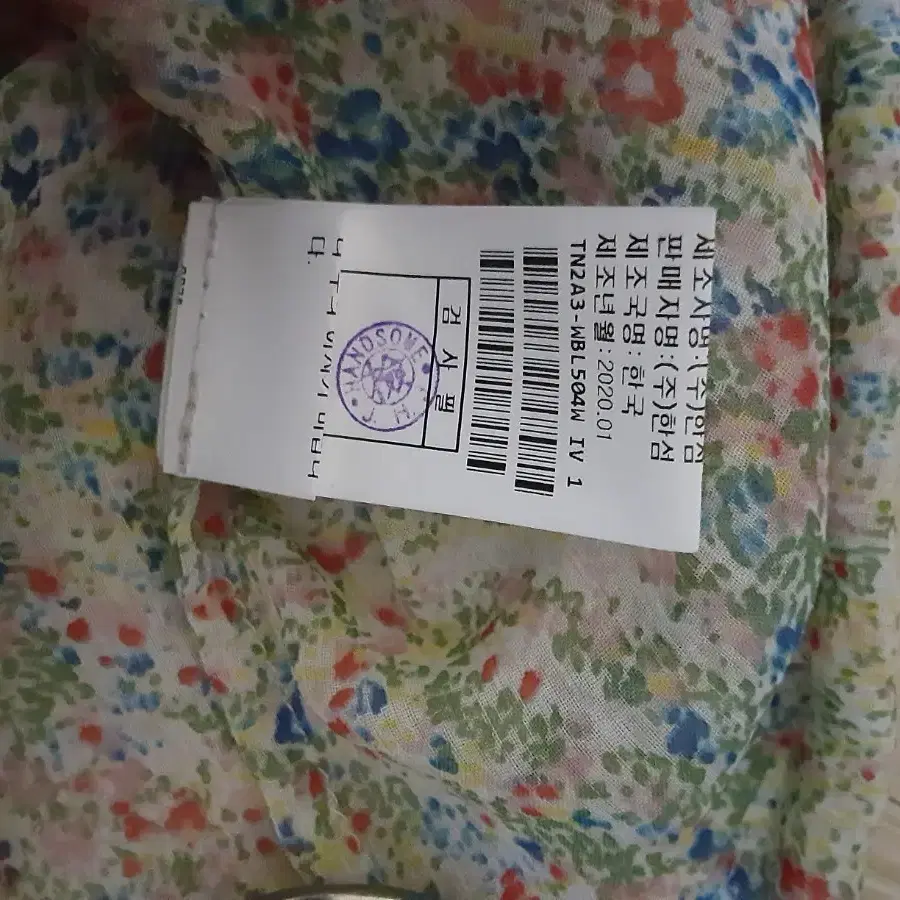 제조사명:(주)한섬
판매자명:(주)한섬
제조국명: 한국
제조년월: 2020.01
TN2A3-WBL504W IV 1
검사필
HANDSOME